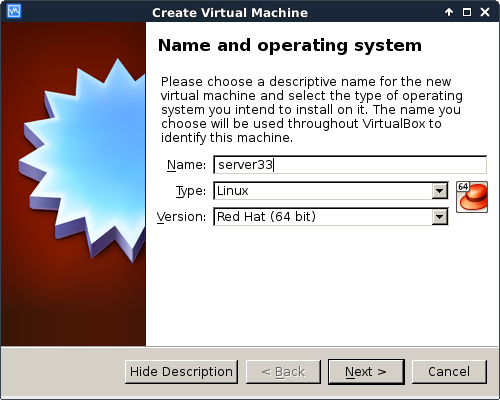 Create Virtual Machine
Name and operating system
Please choose a descriptive name for the new
virtual machine and select the type of operating
system you intend to install on it. The name you
choose will be used throughout VirtualBox to
identify this machine.
Name: server33
Type: Linux
64
Version: Red Hat (64 bit)
Hide Description < Back Next > Cancel